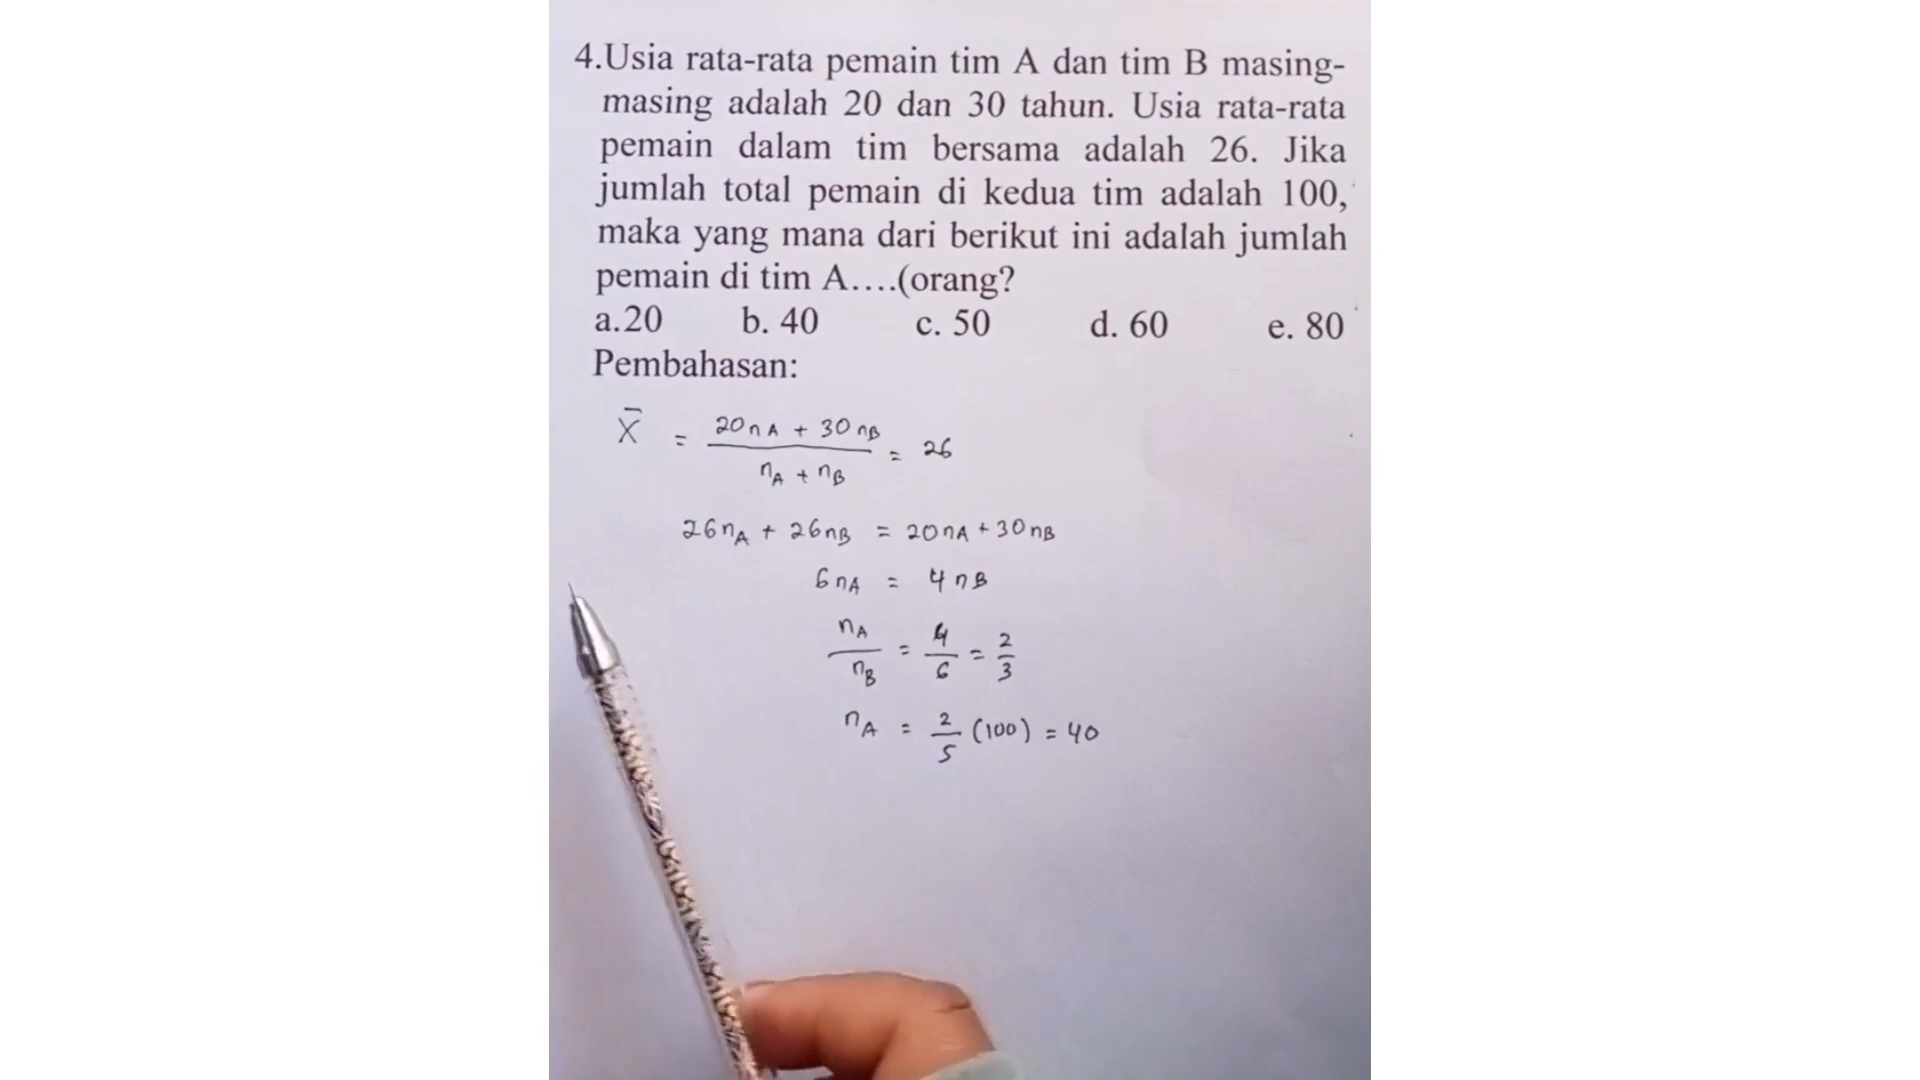 4.Usia rata-rata pemain tim A dan tim B masing-
masing adalah 20 dan 30 tahun. Usia rata-rata
pemain dalam tim bersama adalah 26. Jika
jumlah total pemain di kedua tim adalah 100,
maka yang mana dari berikut ini adalah jumlah
pemain di tim A....(orang?
a.20 b. 40 c. 50 d. 60 e. 80
Pembahasan:
X̄ = (20nA + 30nB)/(nA + nB) = 26
26nA + 26nB = 20nA + 30nB
6nA = 4nB
nA/nB = 4/6 = 2/3
nA = 2/5 (100) = 40